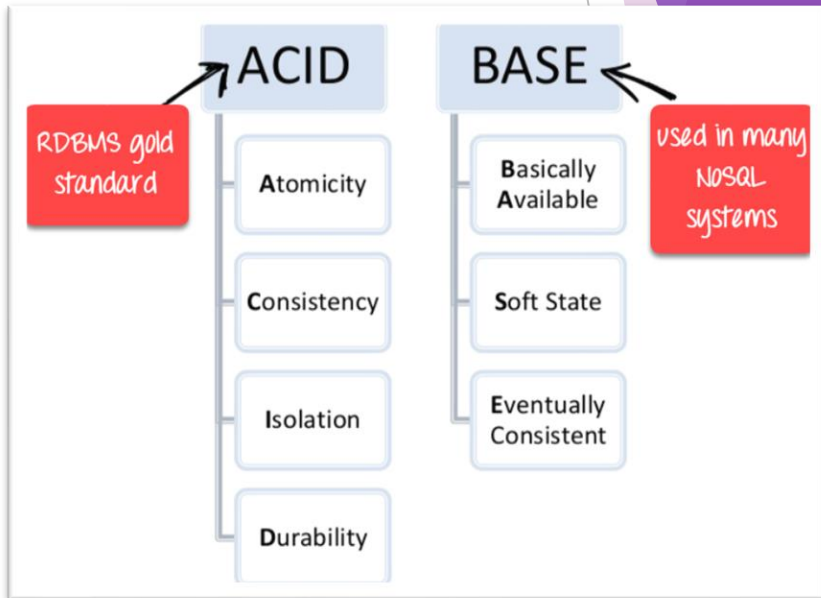 ACID
BASE
RDBMS gold
standard
used in many
NOSQL
systems
Atomicity
Consistency
Isolation
Durability
Basically
Available
Soft State
Eventually
Consistent